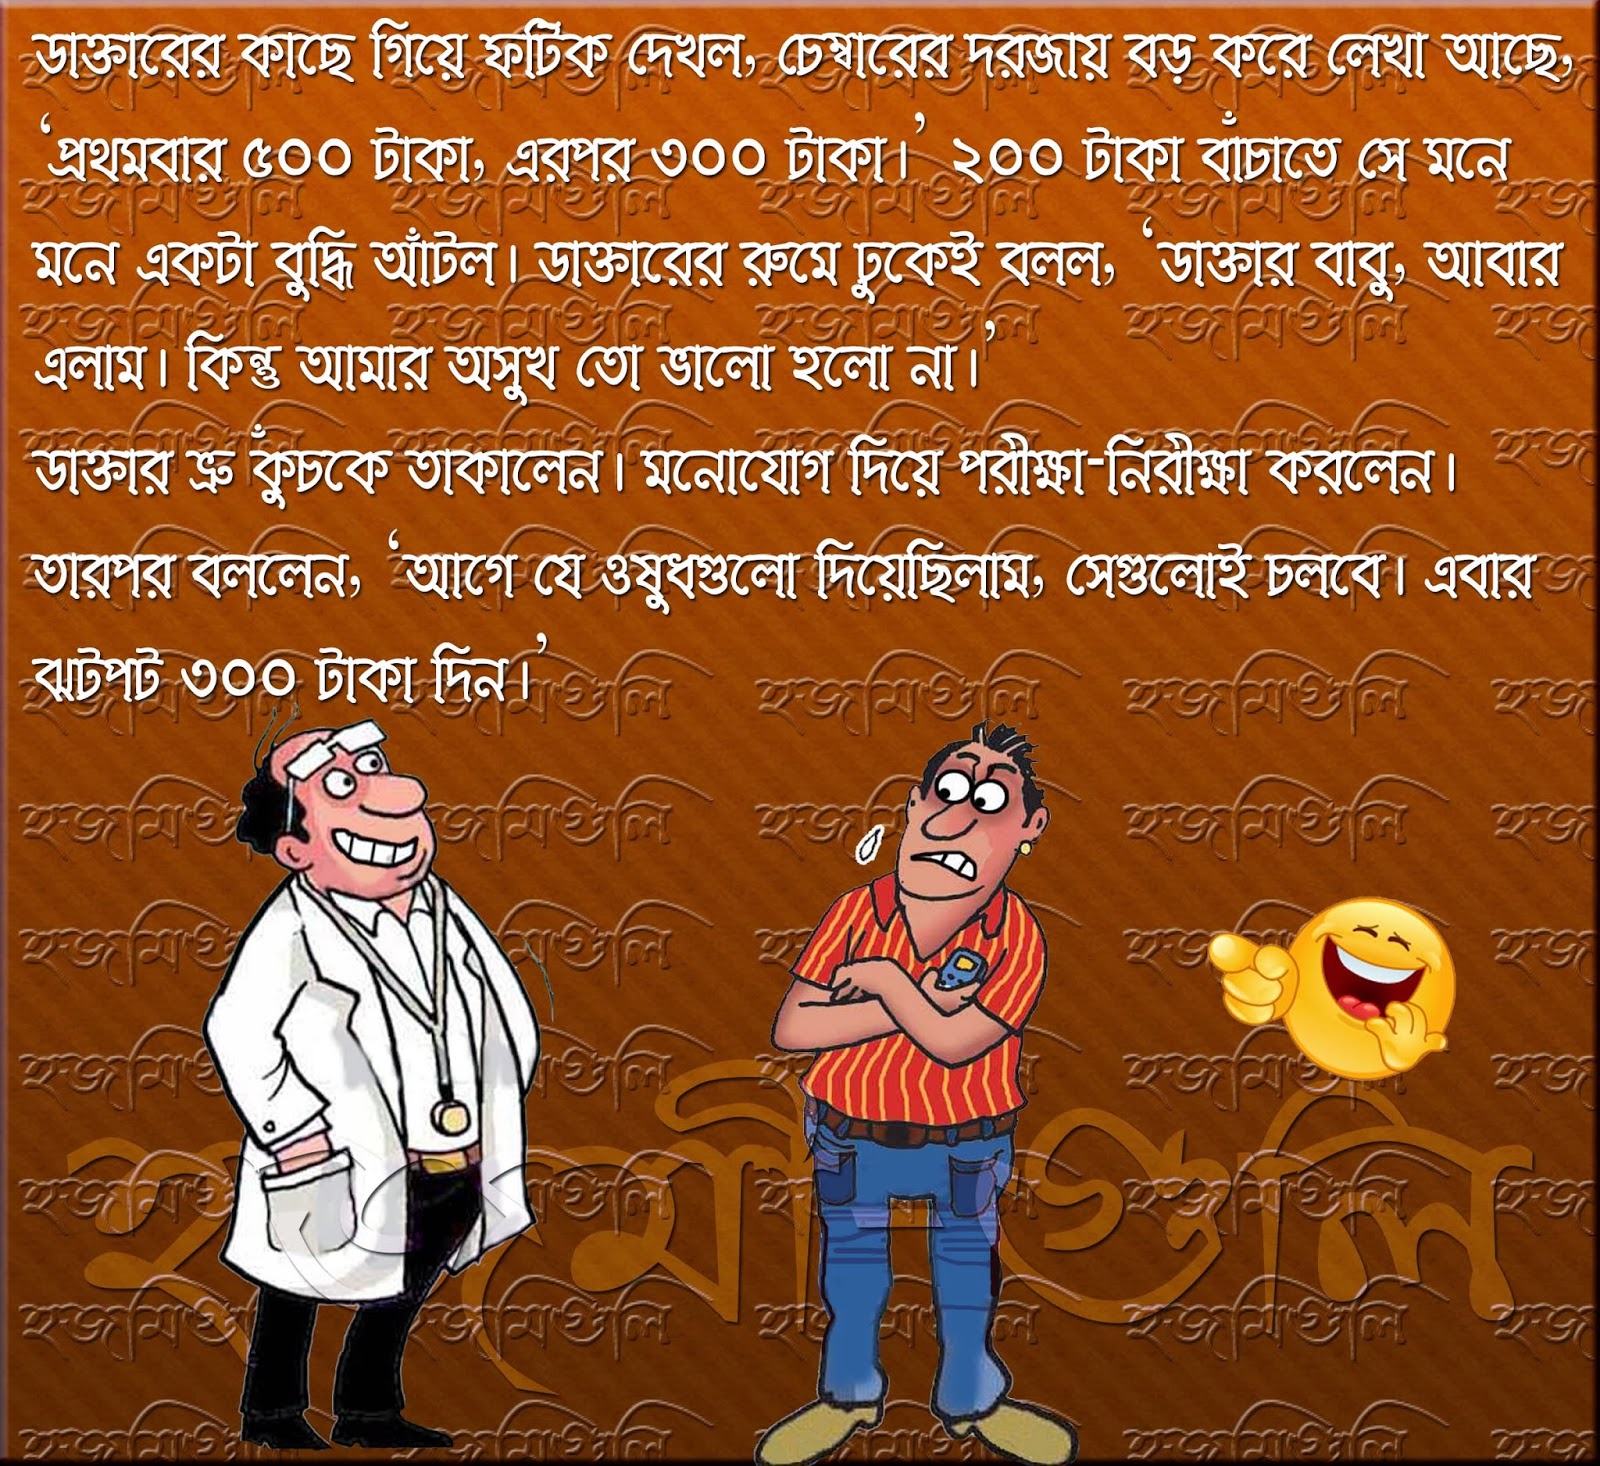 ডাক্তারের কাছে গিয়ে ফটিক দেখল, চেম্বারের দরজায় বড় করে লেখা আছে,
‘প্রথমবার ৫০০ টাকা, এরপর ৩০০ টাকা।’ ২০০ টাকা বাঁচাতে সে মনে
মনে একটা বুদ্ধি আঁটল। ডাক্তারের রুমে ঢুকেই বলল, ‘ডাক্তার বাবু, আবার
এলাম। কিন্তু আমার অসুখ তো ভালো হলো না।’
ডাক্তার ভ্রু কুঁচকে তাকালেন। মনোযোগ দিয়ে পরীক্ষা-নিরীক্ষা করলেন।
তারপর বললেন, ‘আগে যে ওষুধগুলো দিয়েছিলাম, সেগুলোই চলবে। এবার
ঝটপট ৩০০ টাকা দিন।’